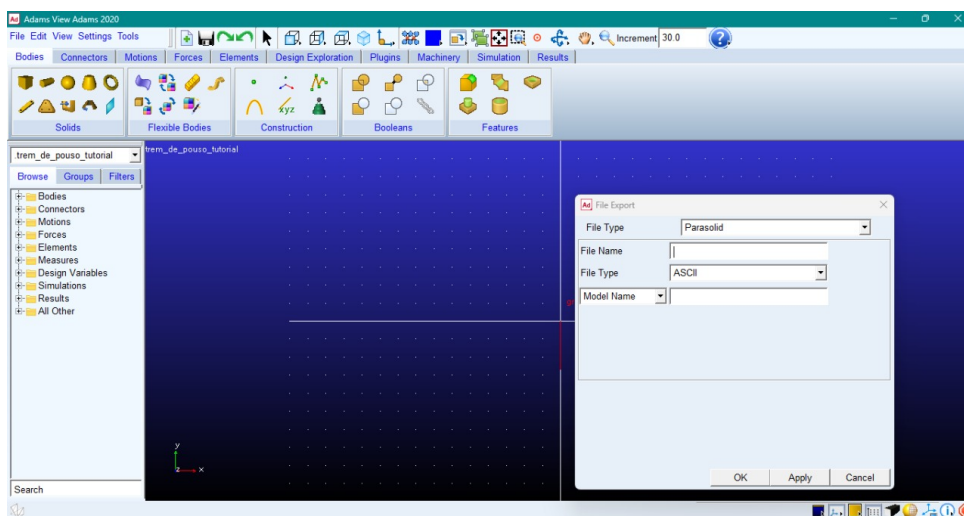 Ad Adams View Adams 2020
File Edit View Settings Tools
Increment 30.0
Bodies Connectors Motions Forces Elements Design Exploration Plugins Machinery Simulation Results
xyz
Solids Flexible Bodies Construction Booleans Features
.trem_de_pouso_tutorial
Browse Groups Filters
Bodies
Connectors
Motions
Forces
Elements
Measures
Design Variables
Simulations
Results
All Other
Search
trem_de_pouso_tutorial
y
z x
Ad File Export
File Type Parasolid
File Name
File Type ASCII
Model Name
OK Apply Cancel